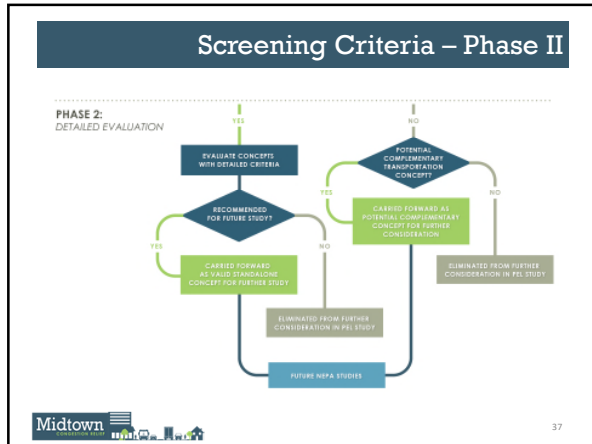 Screening Criteria – Phase II
PHASE 2:
DETAILED EVALUATION
YES
NO
EVALUATE CONCEPTS
WITH DETAILED CRITERIA
POTENTIAL
COMPLEMENTARY
TRANSPORTATION
CONCEPT?
YES
NO
RECOMMENDED
FOR FUTURE STUDY?
CARRIED FORWARD AS
POTENTIAL COMPLEMENTARY
CONCEPT FOR FURTHER
CONSIDERATION
YES
NO
CARRIED FORWARD
AS VALID STANDALONE
CONCEPT FOR FURTHER STUDY
ELIMINATED FROM FURTHER
CONSIDERATION IN PEL STUDY
ELIMINATED FROM FURTHER
CONSIDERATION IN PEL STUDY
FUTURE NEPA STUDIES
Midtown
CONGESTION RELIEF
37